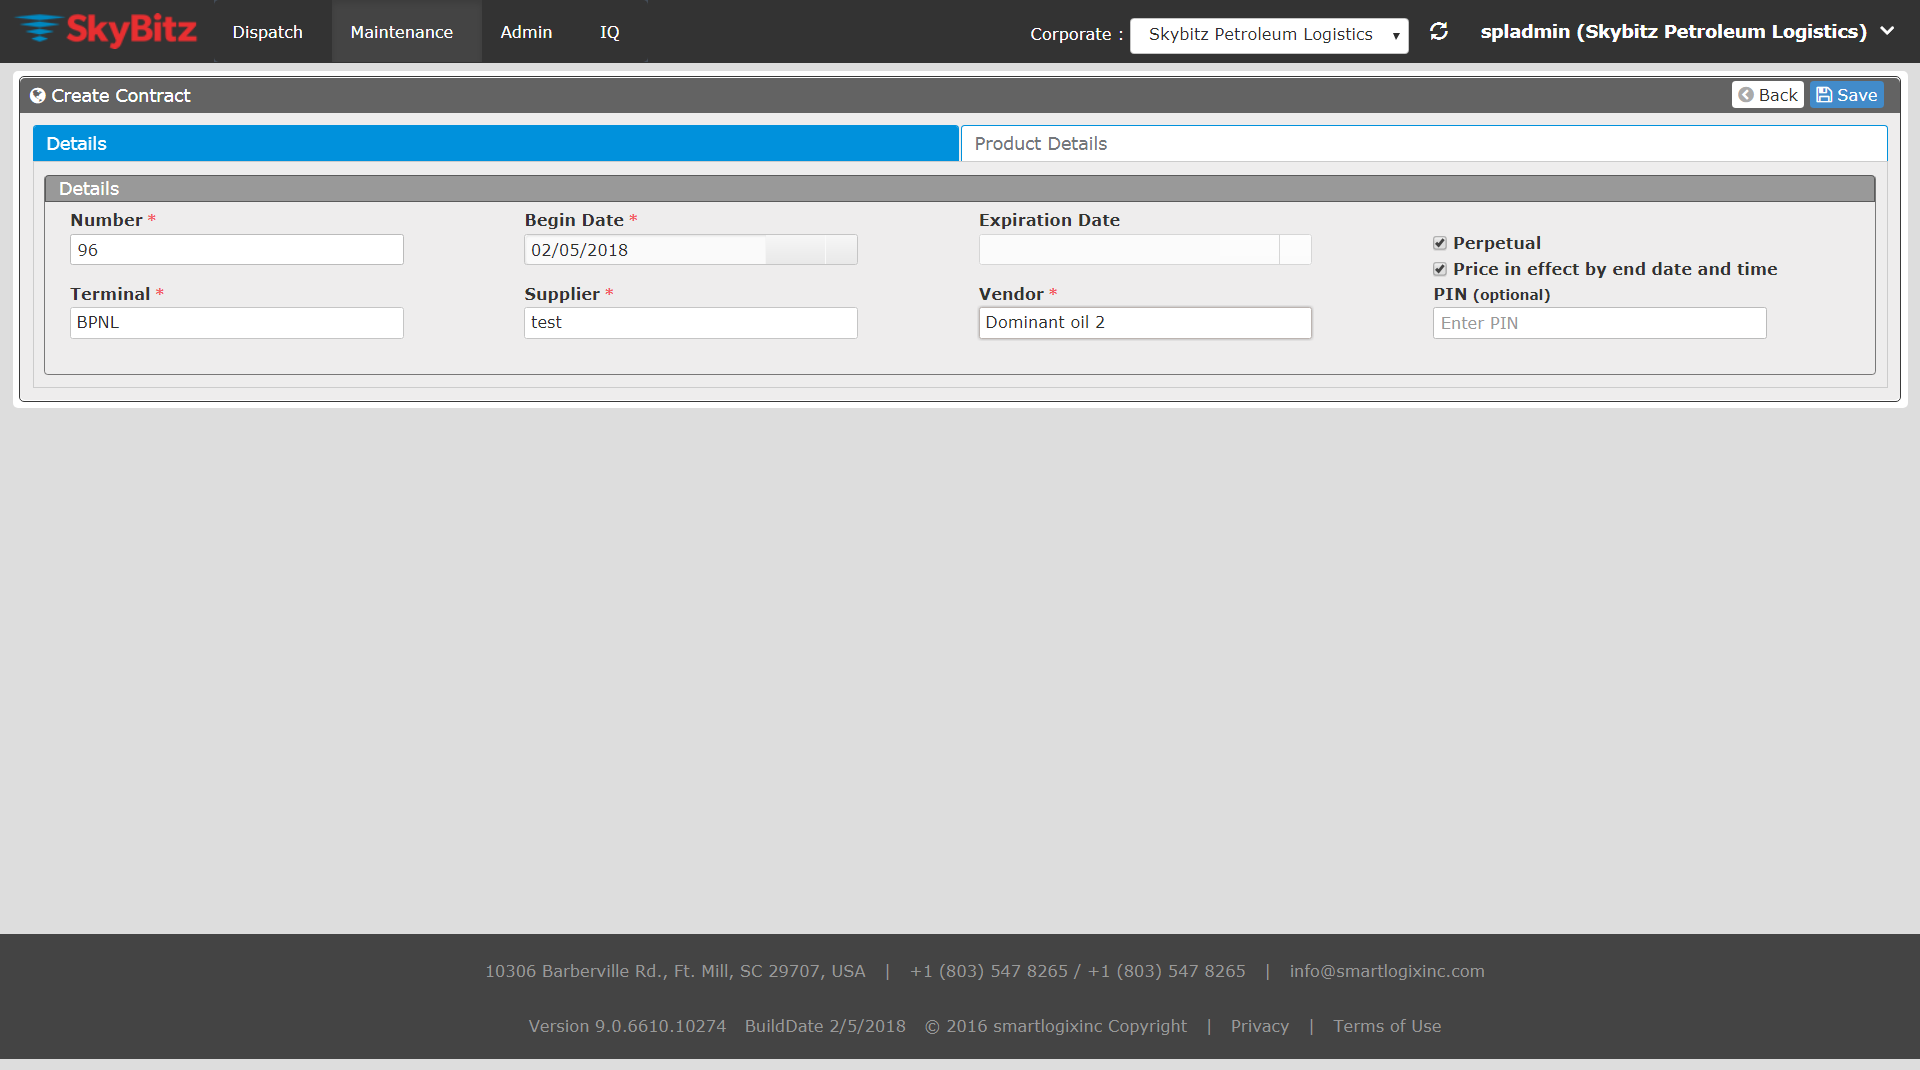 SkyBitz Dispatch Maintenance Admin IQ Corporate : Skybitz Petroleum Logistics spladmin (Skybitz Petroleum Logistics)
Create Contract Back Save
Details Product Details
Details
Number * Begin Date * Expiration Date
Perpetual
96 02/05/2018
Price in effect by end date and time
Terminal * Supplier * Vendor * PIN (optional)
BPNL test Dominant oil 2 Enter PIN
10306 Barberville Rd., Ft. Mill, SC 29707, USA | +1 (803) 547 8265 / +1 (803) 547 8265 | info@smartlogixinc.com
Version 9.0.6610.10274 BuildDate 2/5/2018 © 2016 smartlogixinc Copyright | Privacy | Terms of Use